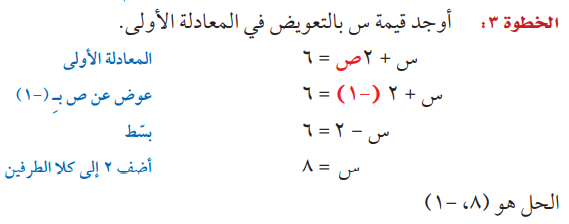 الخطوة ٣: أوجد قيمة س بالتعويض في المعادلة الأولى.
س + ٢ص = ٦ المعادلة الأولى
س + ٢ (−١) = ٦ عوض عن ص بـِ (−١)
س − ٢ = ٦ بسّط
س = ٨ أضف ٢ إلى كلا الطرفين
الحل هو (٨، −١)